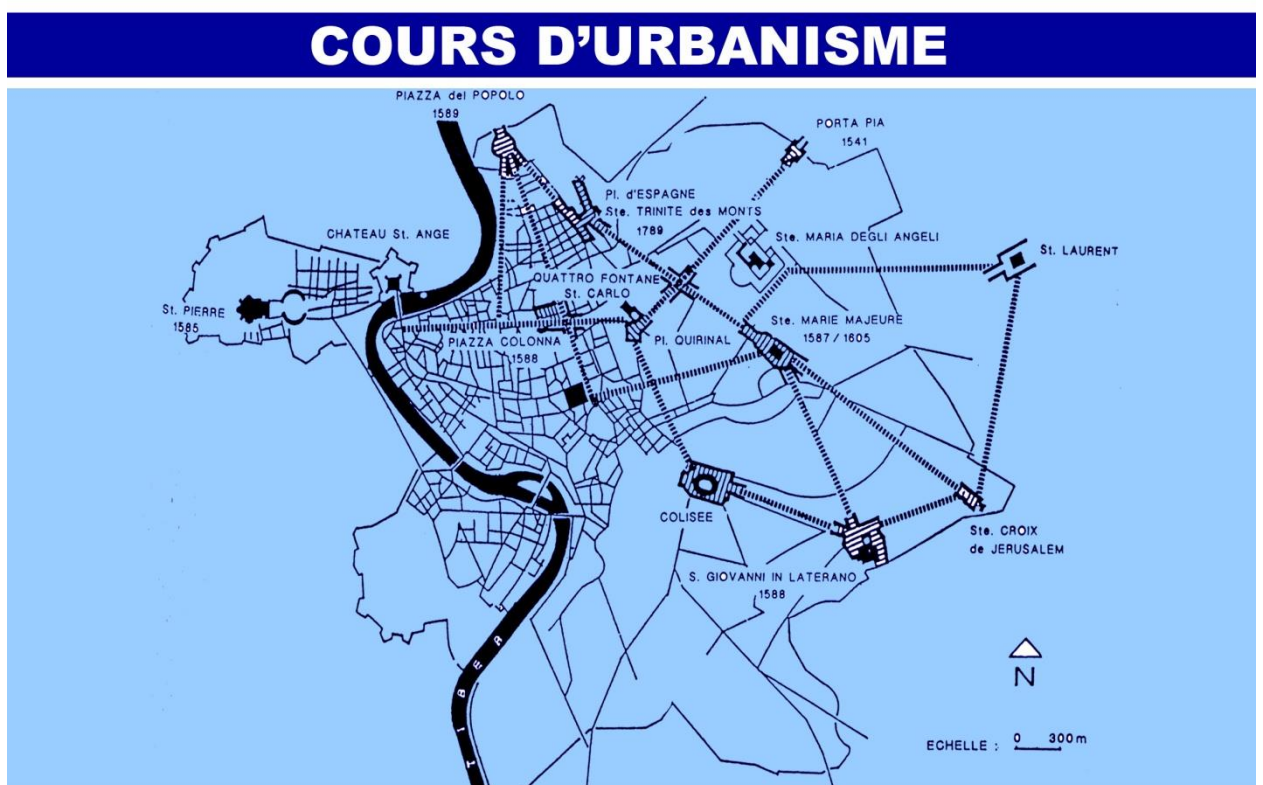 COURS D'URBANISME
PIAZZA del POPOLO
1589
PORTA PIA
1541
Pl. d'ESPAGNE
Ste. TRINITE des MONTS
1789
CHATEAU St. ANGE
Ste. MARIA DEGLI ANGELI
St. LAURENT
QUATTRO FONTANE
St. CARLO
St. PIERRE
1585
Ste. MARIE MAJEURE
1587 / 1605
PIAZZA COLONNA
1588
Pl. QUIRINAL
COLISEE
Ste. CROIX
de JERUSALEM
S. GIOVANNI IN LATERANO
1588
TIBER
N
ECHELLE : 0 300m